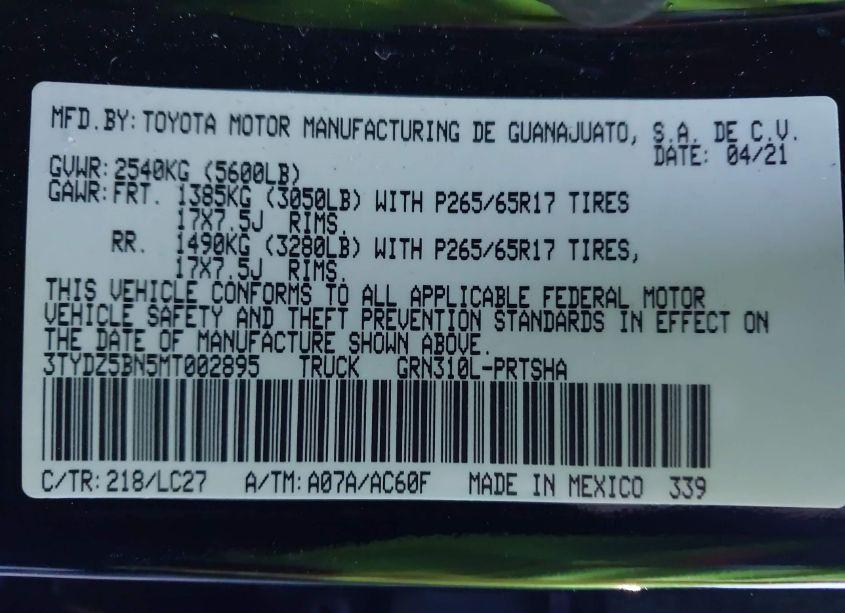 MFD.BY:TOYOTA MOTOR MANUFACTURING DE GUANAJUATO, S.A. DE C.V.
DATE: 04/21
GVWR:2540KG (5600LB)
GAWR:FRT. 1385KG (3050LB) WITH P265/65R17 TIRES
17X7.5J RIMS,
RR. 1490KG (3280LB) WITH P265/65R17 TIRES,
17X7.5J RIMS.
THIS VEHICLE CONFORMS TO ALL APPLICABLE FEDERAL MOTOR
VEHICLE SAFETY AND THEFT PREVENTION STANDARDS IN EFFECT ON
THE DATE OF MANUFACTURE SHOWN ABOVE.
3TYDZ5BN5MT002895 TRUCK GRN310L-PRTSHA
C/TR:218/LC27 A/TM:A07A/AC60F MADE IN MEXICO 339